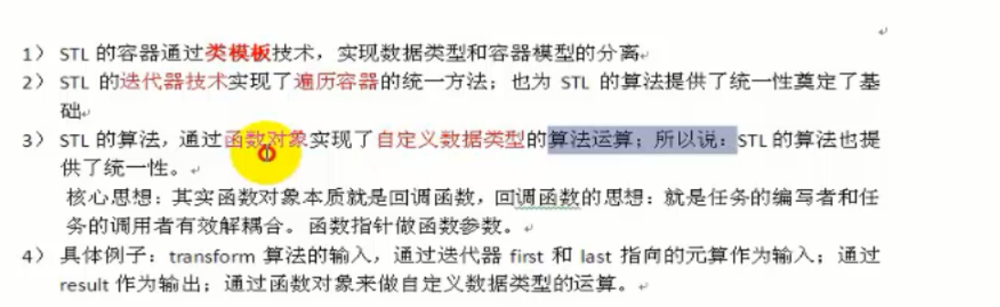 1） STL 的容器通过类模板技术，实现数据类型和容器模型的分离
2） STL 的迭代器技术实现了遍历容器的统一方法；也为 STL 的算法提供了统一性奠定了基
础
3） STL 的算法，通过函数对象实现了自定义数据类型的算法运算；所以说：STL 的算法也提
供了统一性。
核心思想：其实函数对象本质就是回调函数，回调函数的思想：就是任务的编写者和任
务的调用者有效解耦合。函数指针做函数参数。
4） 具体例子：transform 算法的输入，通过迭代器 first 和 last 指向的元算作为输入；通过
result 作为输出；通过函数对象来做自定义数据类型的运算。